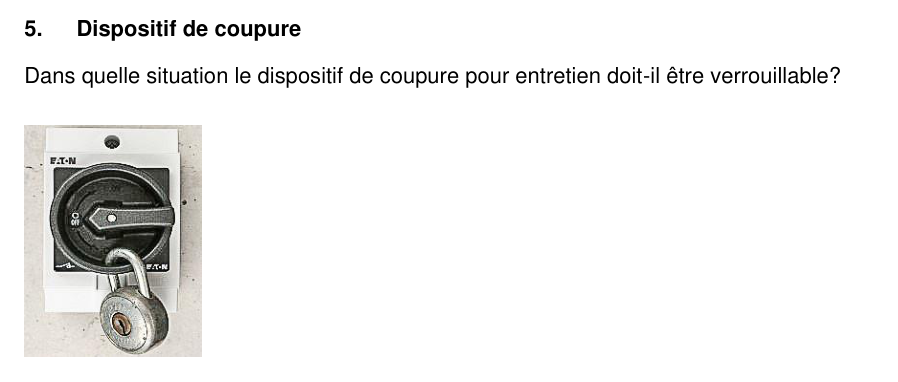 5. Dispositif de coupure
Dans quelle situation le dispositif de coupure pour entretien doit-il être verrouillable?
E.T.N
O
Off
E.T.N